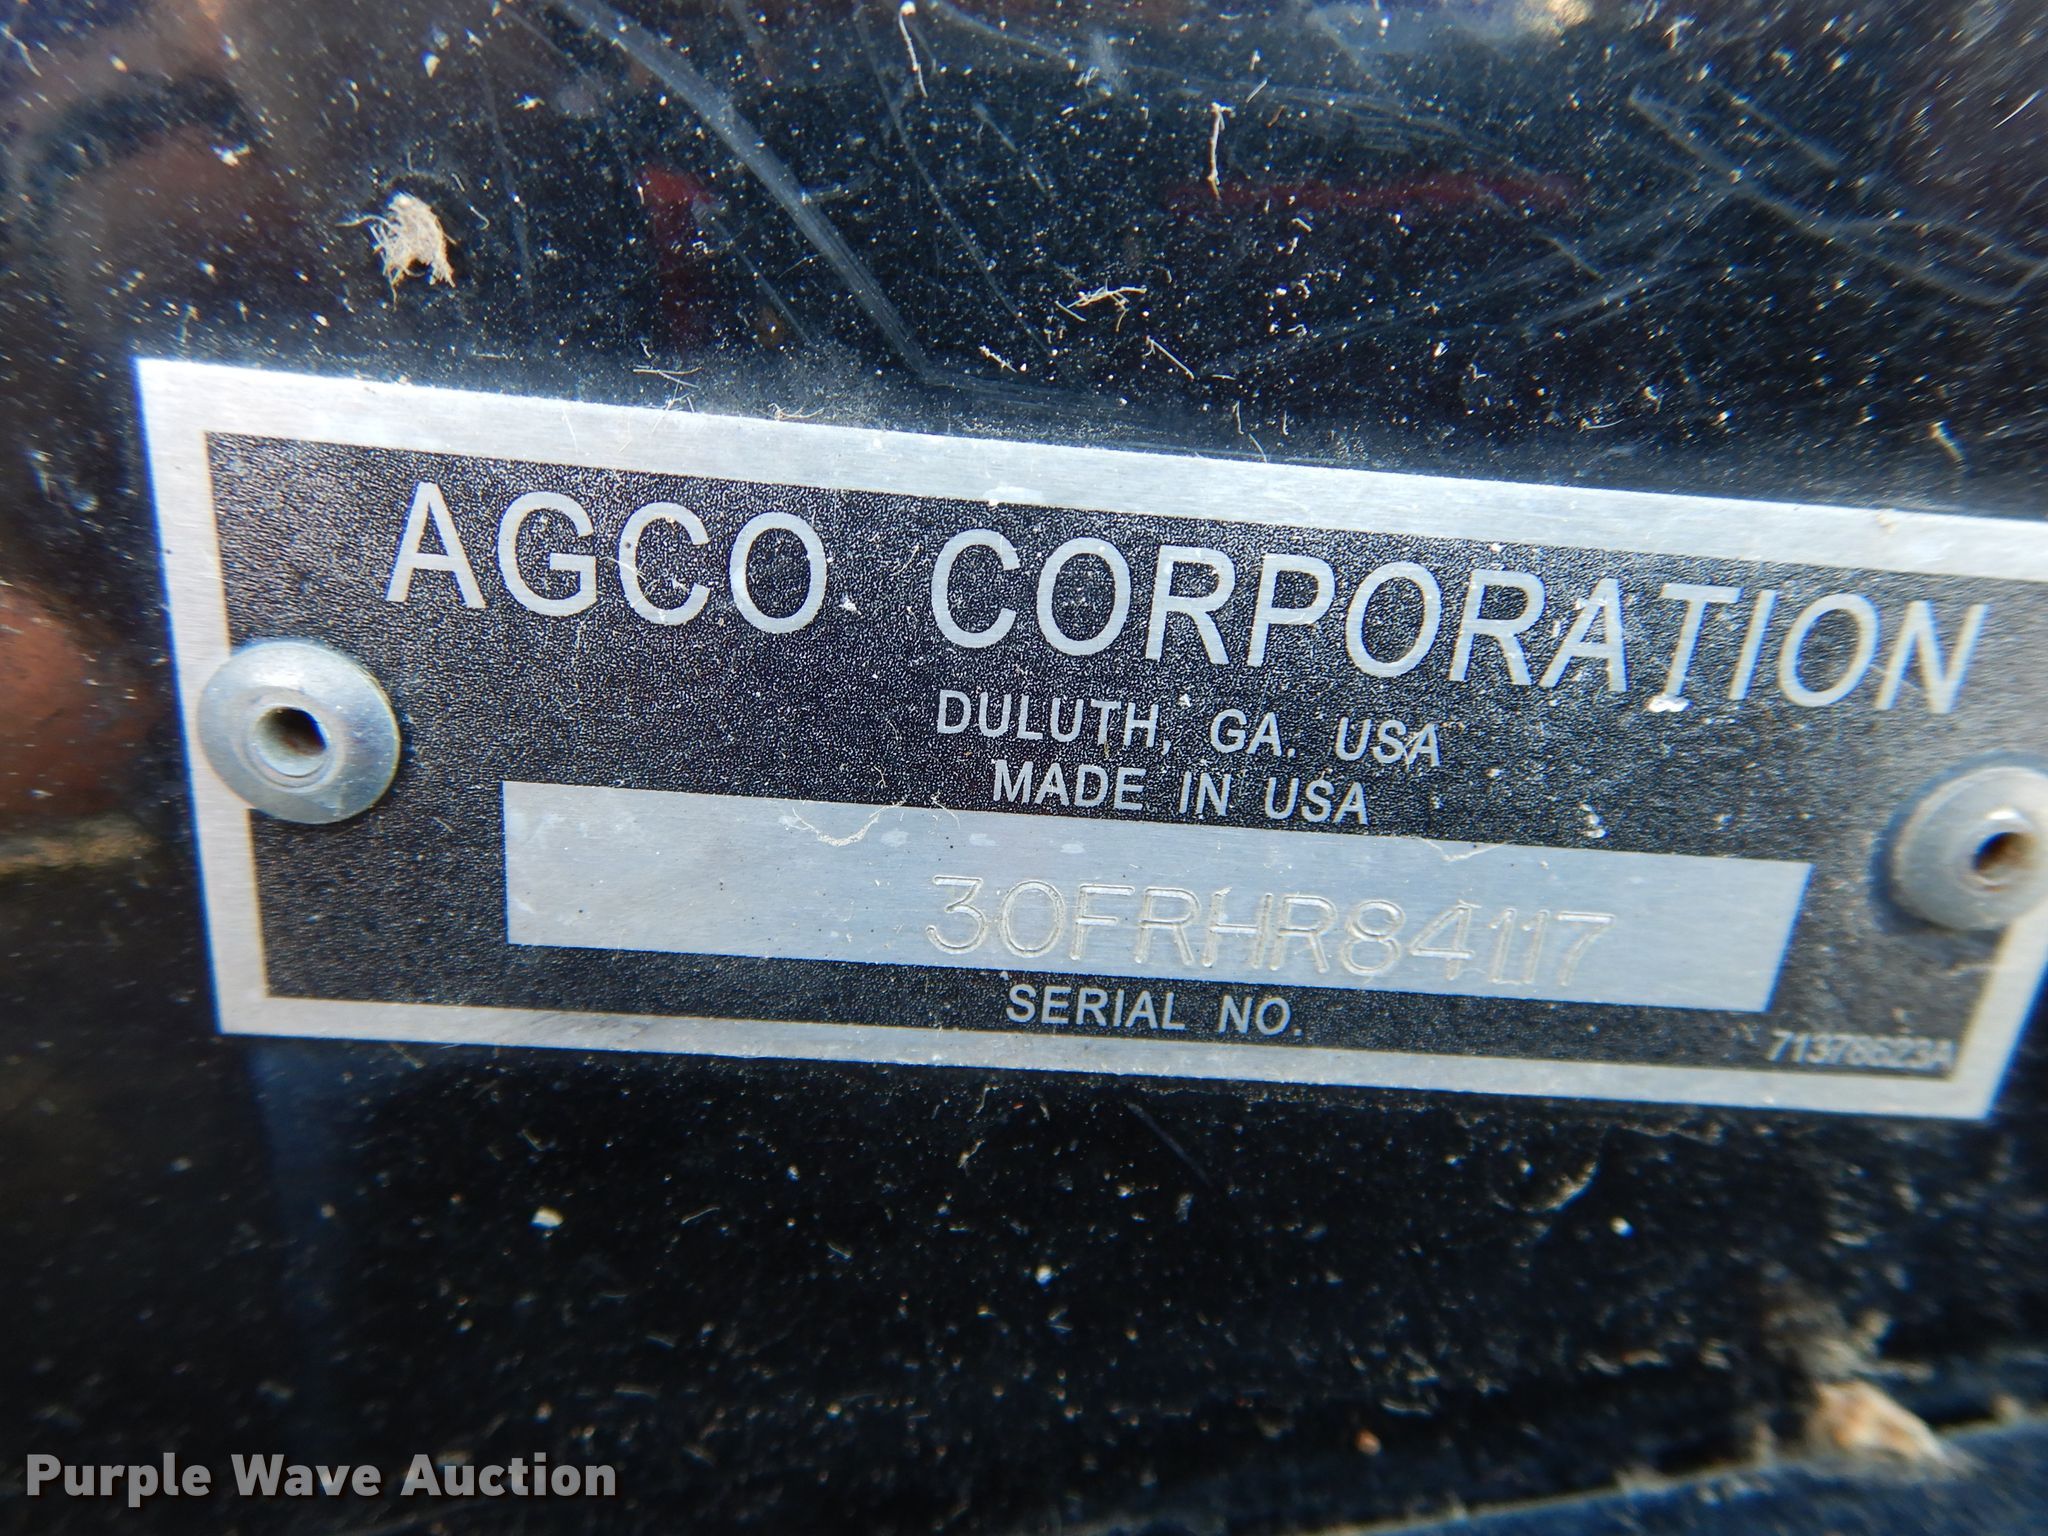 AGCO CORPORATION
DULUTH, GA. USA
MADE IN USA
30FRHR84117
SERIAL NO.
71378623A
Purple Wave Auction